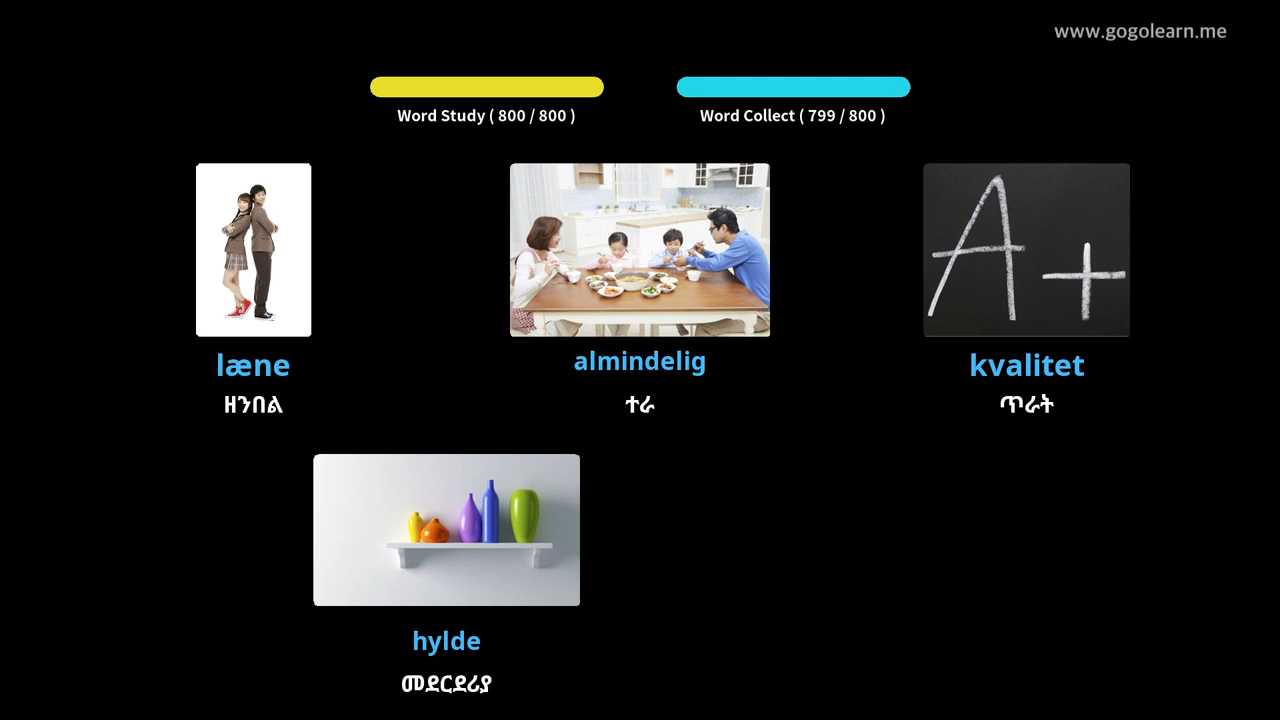 www.gogolearn.me
Word Study ( 800 / 800 )
Word Collect ( 799 / 800 )
læne
almindelig
kvalitet
ዘንበል
ተራ
ጥራት
A+
hylde
መደርደሪያ